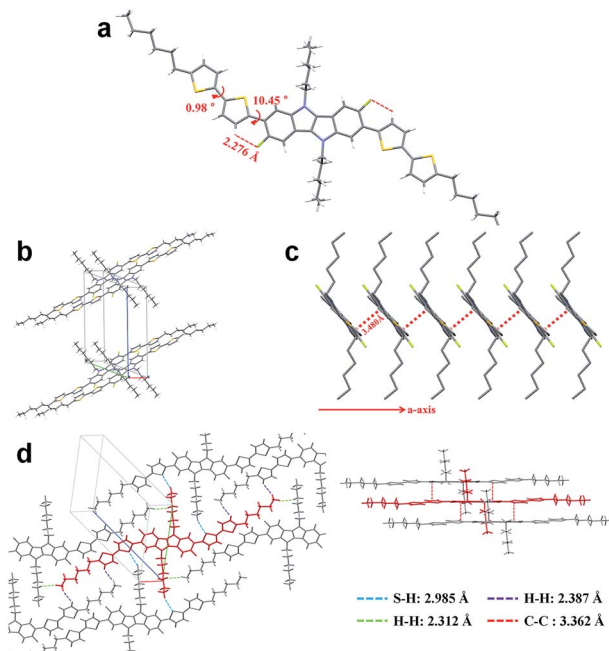 a
0.98 °
10.45 °
2.276 Å
b
c
3.480Å
a-axis
d
S-H: 2.985 Å
H-H: 2.387 Å
H-H: 2.312 Å
C-C : 3.362 Å